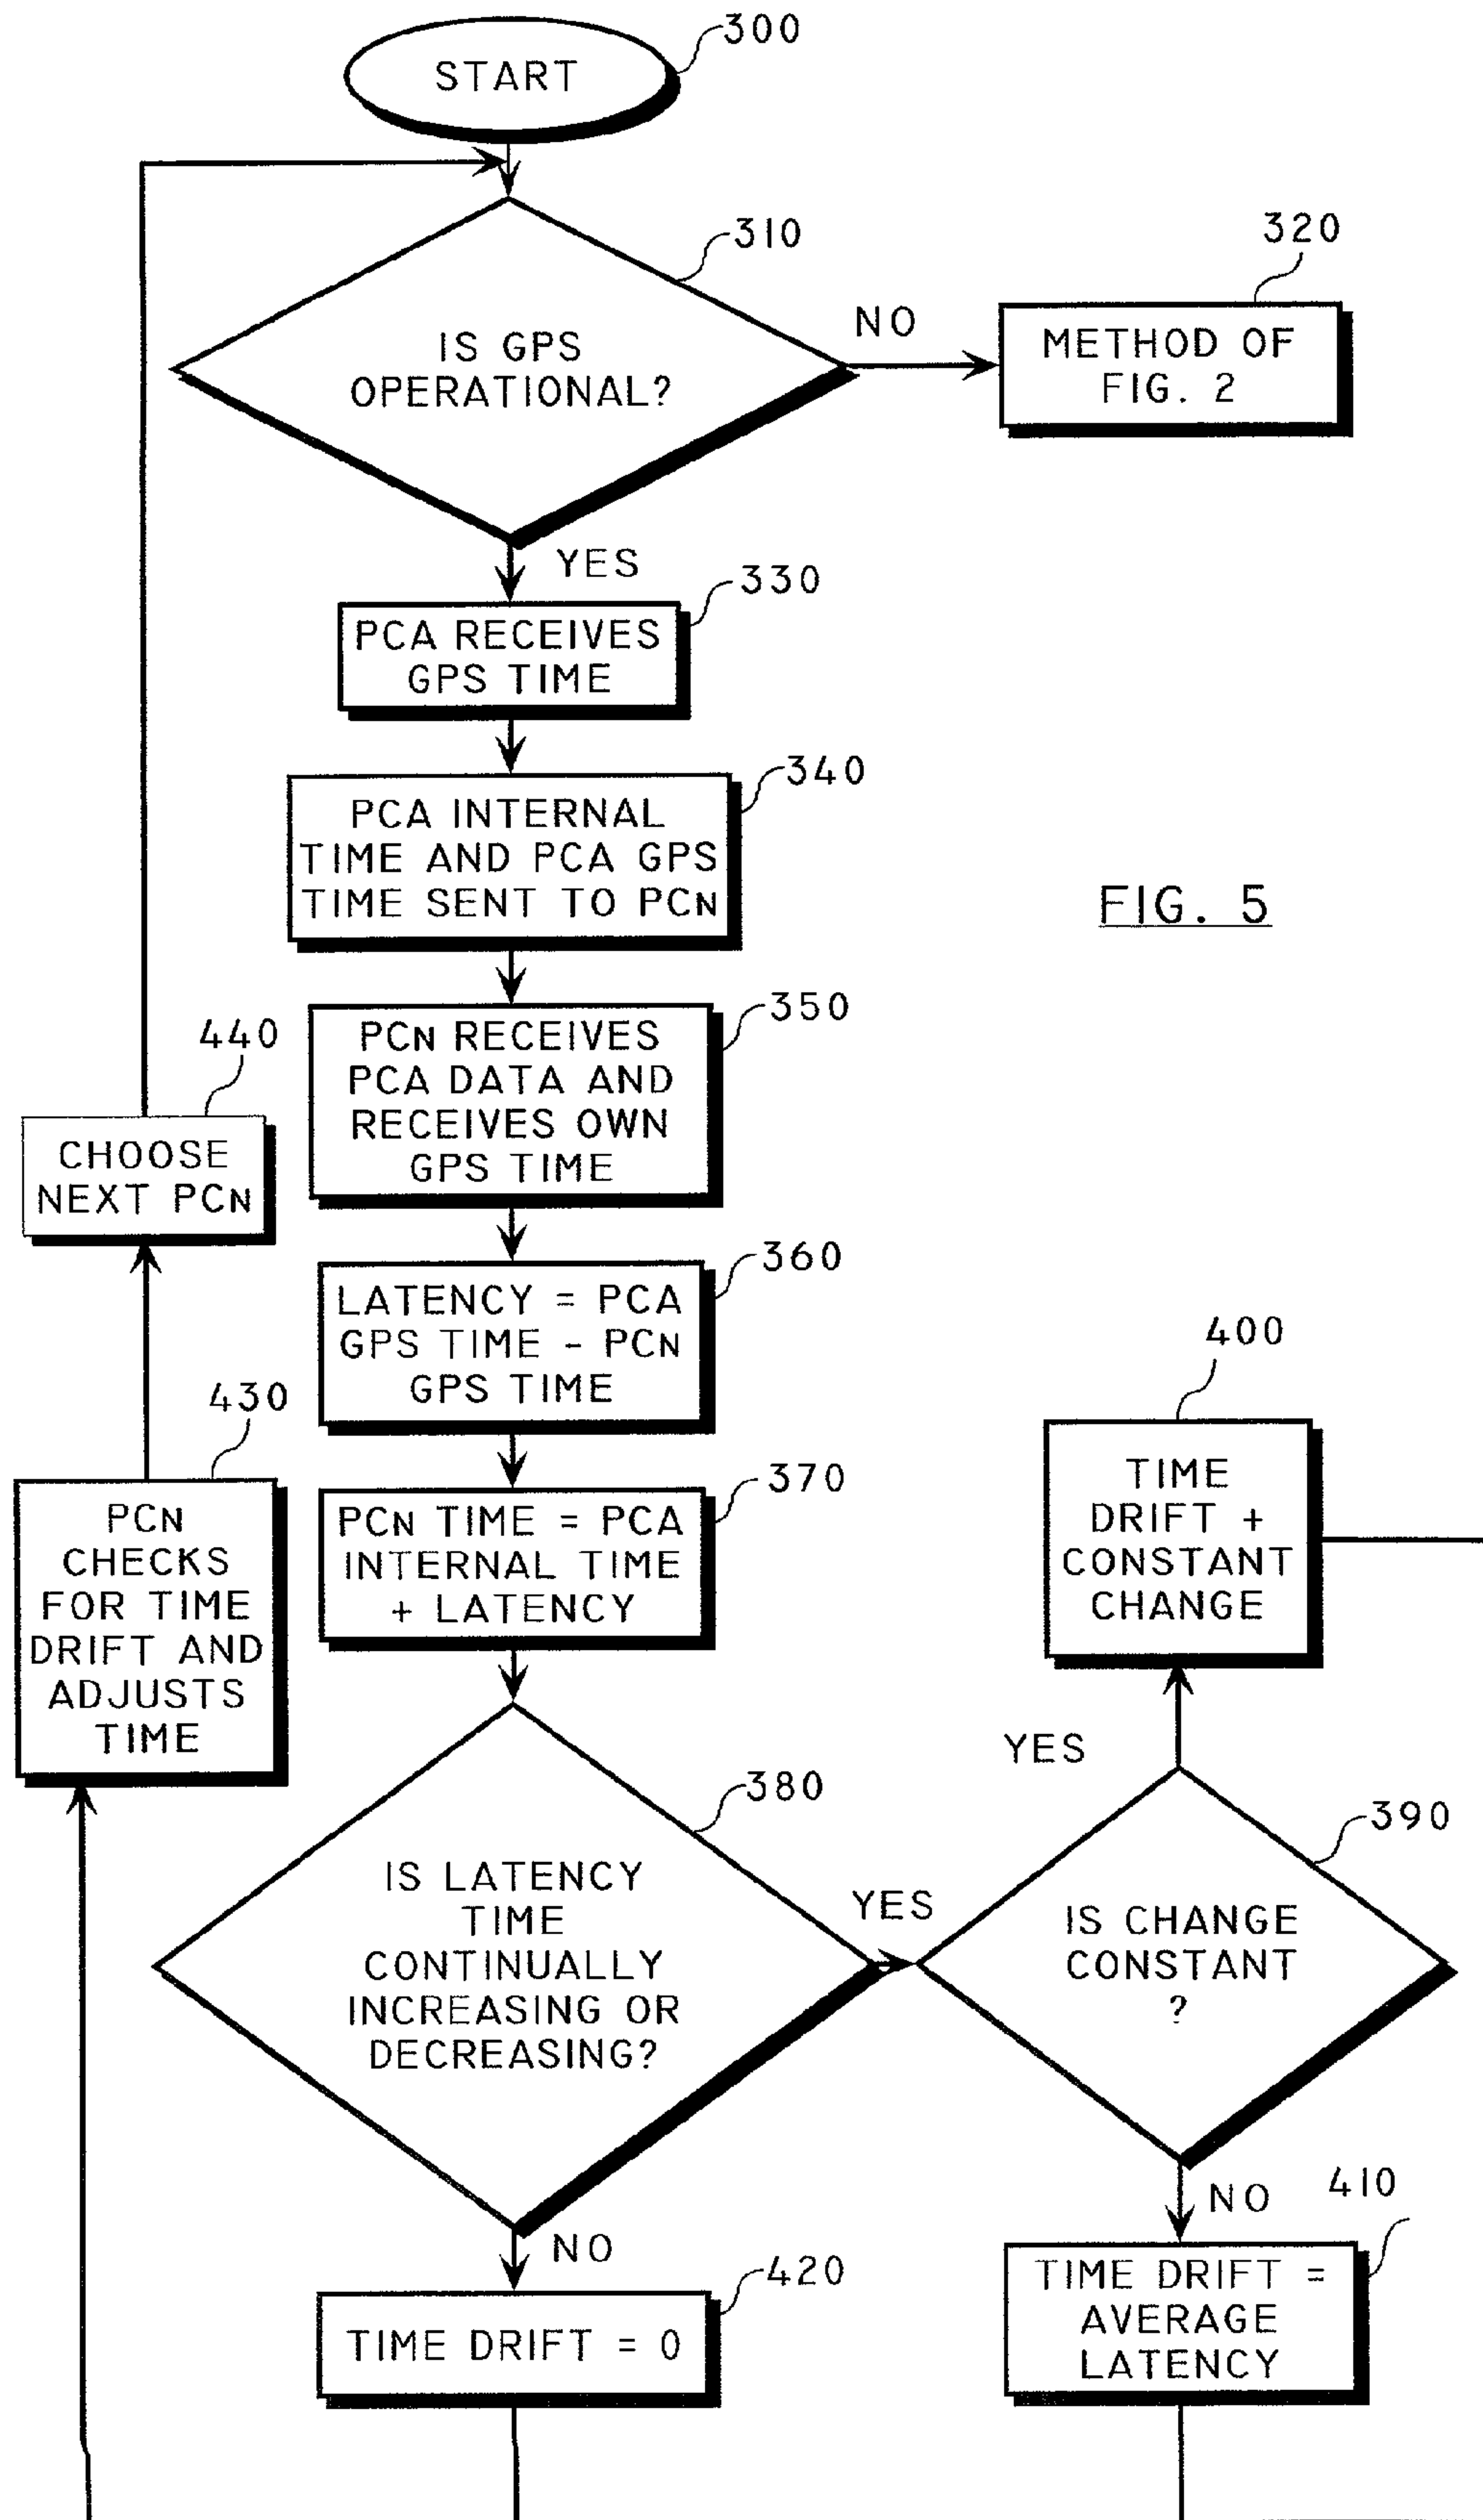 START
300
310
IS GPS
OPERATIONAL?
NO
320
METHOD OF
FIG. 2
YES
330
PCA RECEIVES
GPS TIME
340
PCA INTERNAL
TIME AND PCA GPS
TIME SENT TO PCN
FIG. 5
350
PCN RECEIVES
PCA DATA AND
RECEIVES OWN
GPS TIME
440
CHOOSE
NEXT PCN
360
LATENCY = PCA
GPS TIME - PCN
GPS TIME
370
PCN TIME = PCA
INTERNAL TIME
+ LATENCY
430
PCN
CHECKS
FOR TIME
DRIFT AND
ADJUSTS
TIME
400
TIME
DRIFT +
CONSTANT
CHANGE
YES
380
IS LATENCY
TIME
CONTINUALLY
INCREASING OR
DECREASING?
YES
390
IS CHANGE
CONSTANT
?
NO
420
TIME DRIFT = 0
NO
410
TIME DRIFT =
AVERAGE
LATENCY